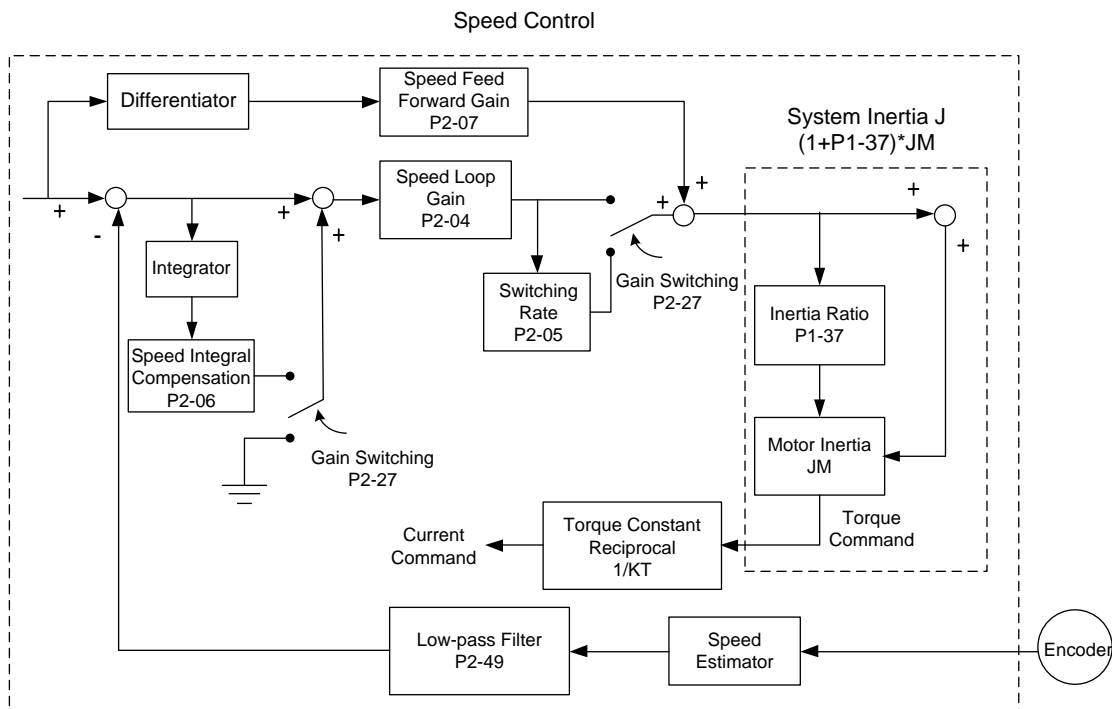 Speed Control
Differentiator
Speed Feed
Forward Gain
P2-07
System Inertia J
(1+P1-37)*JM
+
-
+
+
Speed Loop
Gain
P2-04
+
+
+
+
Integrator
Speed Integral
Compensation
P2-06
Gain Switching
P2-27
Switching
Rate
P2-05
Gain Switching
P2-27
Inertia Ratio
P1-37
Motor Inertia
JM
Torque
Command
Torque Constant
Reciprocal
1/KT
Current
Command
Low-pass Filter
P2-49
Speed
Estimator
Encoder